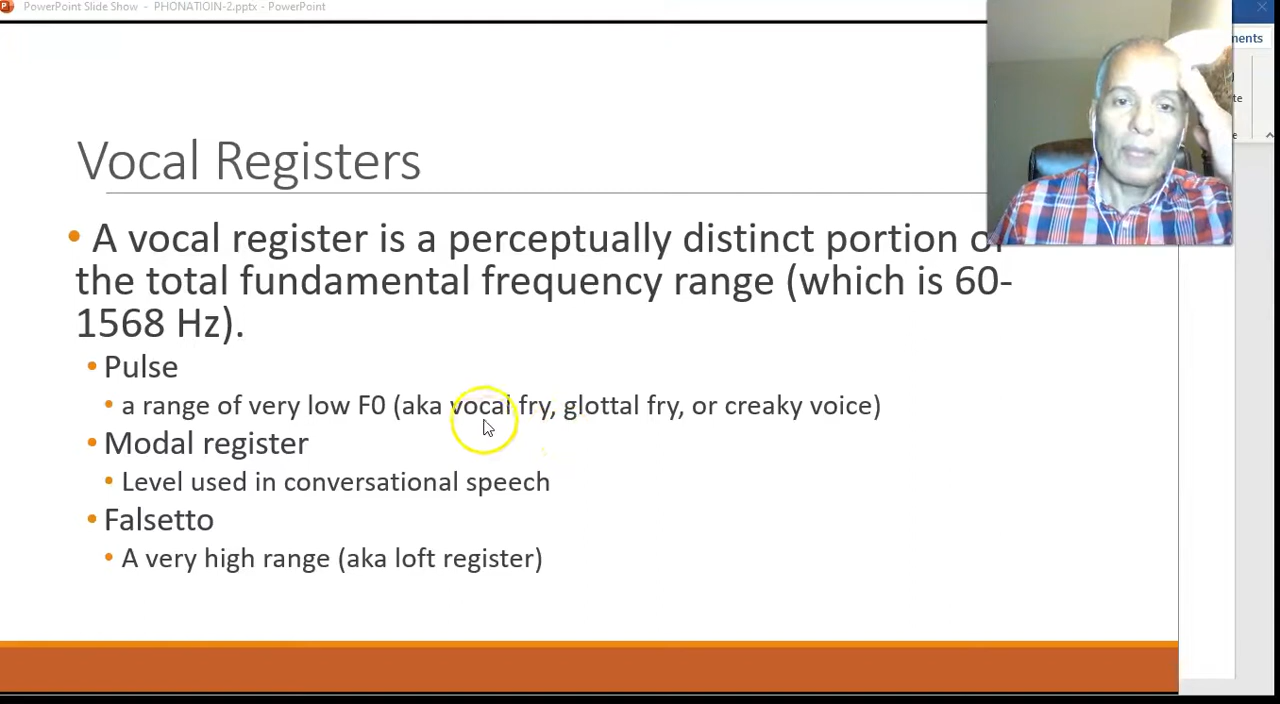 PowerPoint Slide Show - PHONATIOIN-2.pptx - PowerPoint
Vocal Registers
• A vocal register is a perceptually distinct portion of
the total fundamental frequency range (which is 60-
1568 Hz).
• Pulse
• a range of very low F0 (aka vocal fry, glottal fry, or creaky voice)
• Modal register
• Level used in conversational speech
• Falsetto
• A very high range (aka loft register)